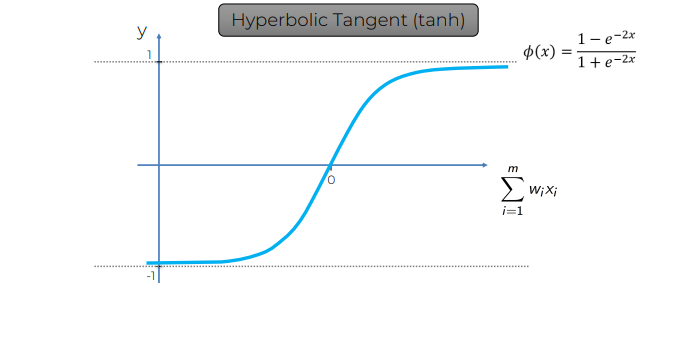 Hyperbolic Tangent (tanh)
y
1
ϕ(x) = (1 − e^{−2x}) / (1 + e^{−2x})
0
m
∑ wᵢxᵢ
i=1
-1